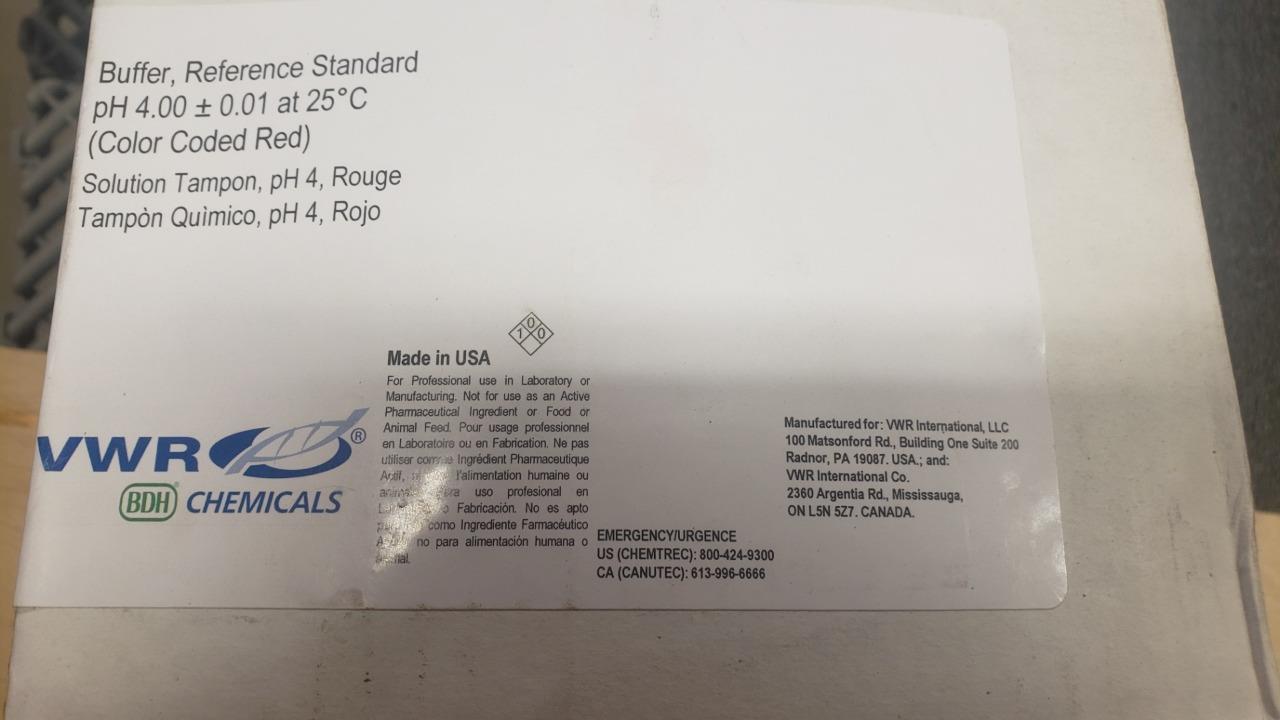 Buffer, Reference Standard
pH 4.00 ± 0.01 at 25°C
(Color Coded Red)
Solution Tampon, pH 4, Rouge
Tampòn Quìmico, pH 4, Rojo
0
1 0
Made in USA
For Professional use in Laboratory or
Manufacturing. Not for use as an Active
Pharmaceutical Ingredient or Food or
Animal Feed. Pour usage professionnel
en Laboratoire ou en Fabrication. Ne pas
utiliser comme Ingrédient Pharmaceutique
Actif, l'alimentation humaine ou
uso profesional en
Fabricación. No es apto
como Ingrediente Farmacéutico
no para alimentación humana o
VWR ®
BDH ® CHEMICALS
EMERGENCY/URGENCE
US (CHEMTREC): 800-424-9300
CA (CANUTEC): 613-996-6666
Manufactured for: VWR International, LLC
100 Matsonford Rd., Building One Suite 200
Radnor, PA 19087. USA.; and:
VWR International Co.
2360 Argentia Rd., Mississauga,
ON L5N 5Z7. CANADA.